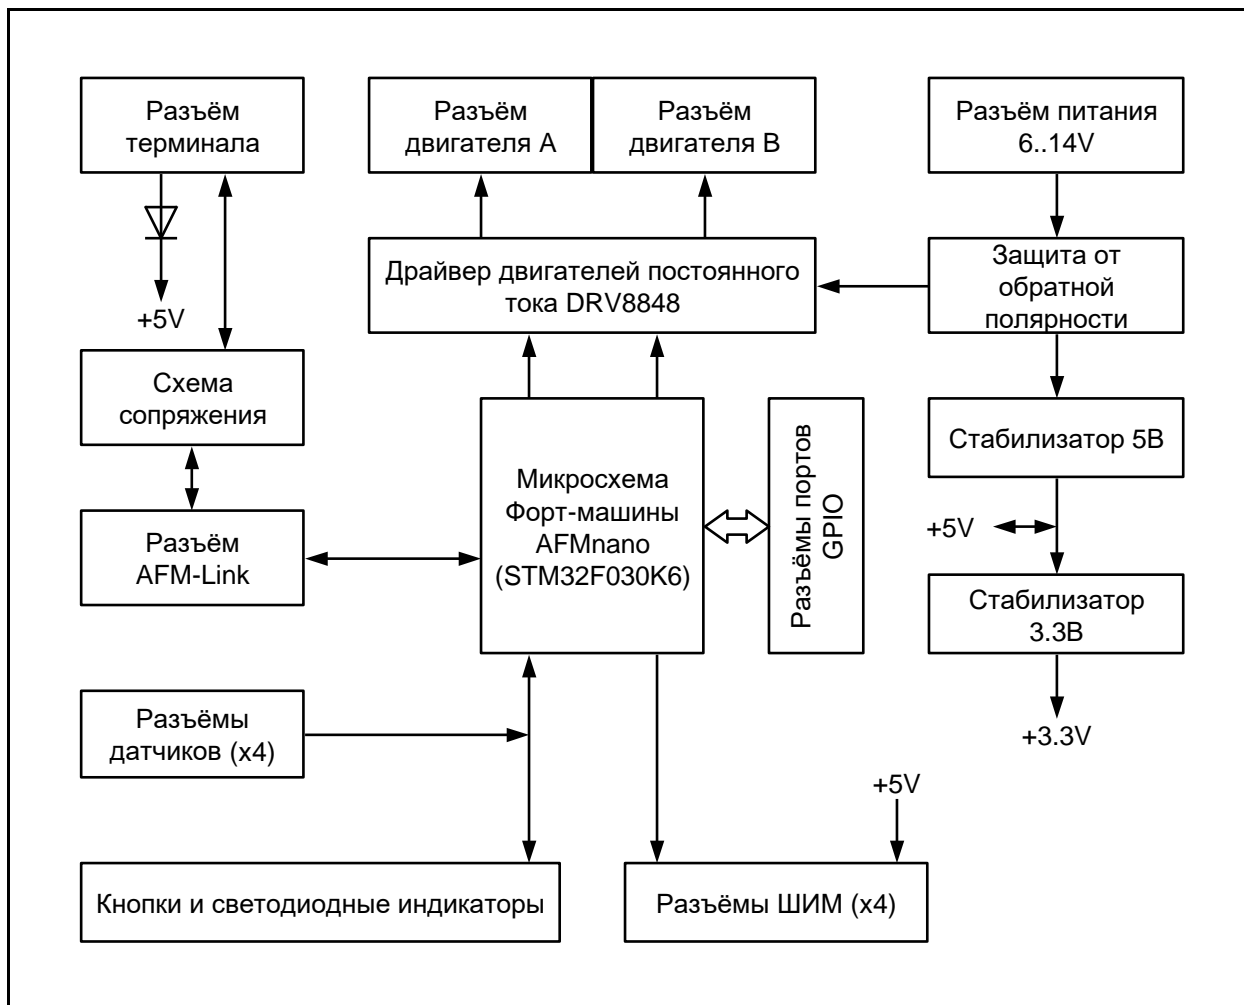 Разъём
терминала
Разъём
двигателя A
Разъём
двигателя B
Разъём питания
6..14V
Драйвер двигателей постоянного
тока DRV8848
Защита от
обратной
полярности
+5V
Схема
сопряжения
Микросхема
Форт-машины
AFMnano
(STM32F030K6)
Разъёмы портов
GPIO
Стабилизатор 5В
+5V
Разъём
AFM-Link
Стабилизатор
3.3В
+3.3V
Разъёмы
датчиков (x4)
+5V
Кнопки и светодиодные индикаторы
Разъёмы ШИМ (x4)